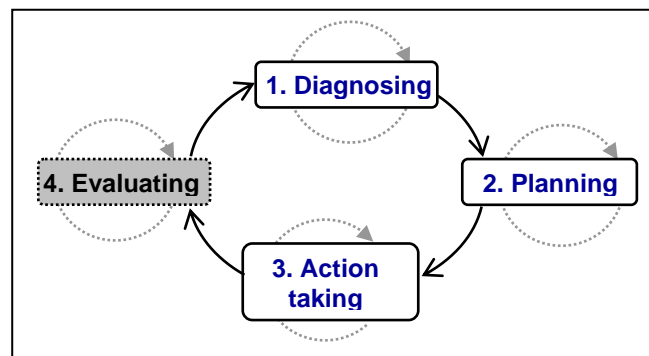 1. Diagnosing
2. Planning
3. Action
taking
4. Evaluating